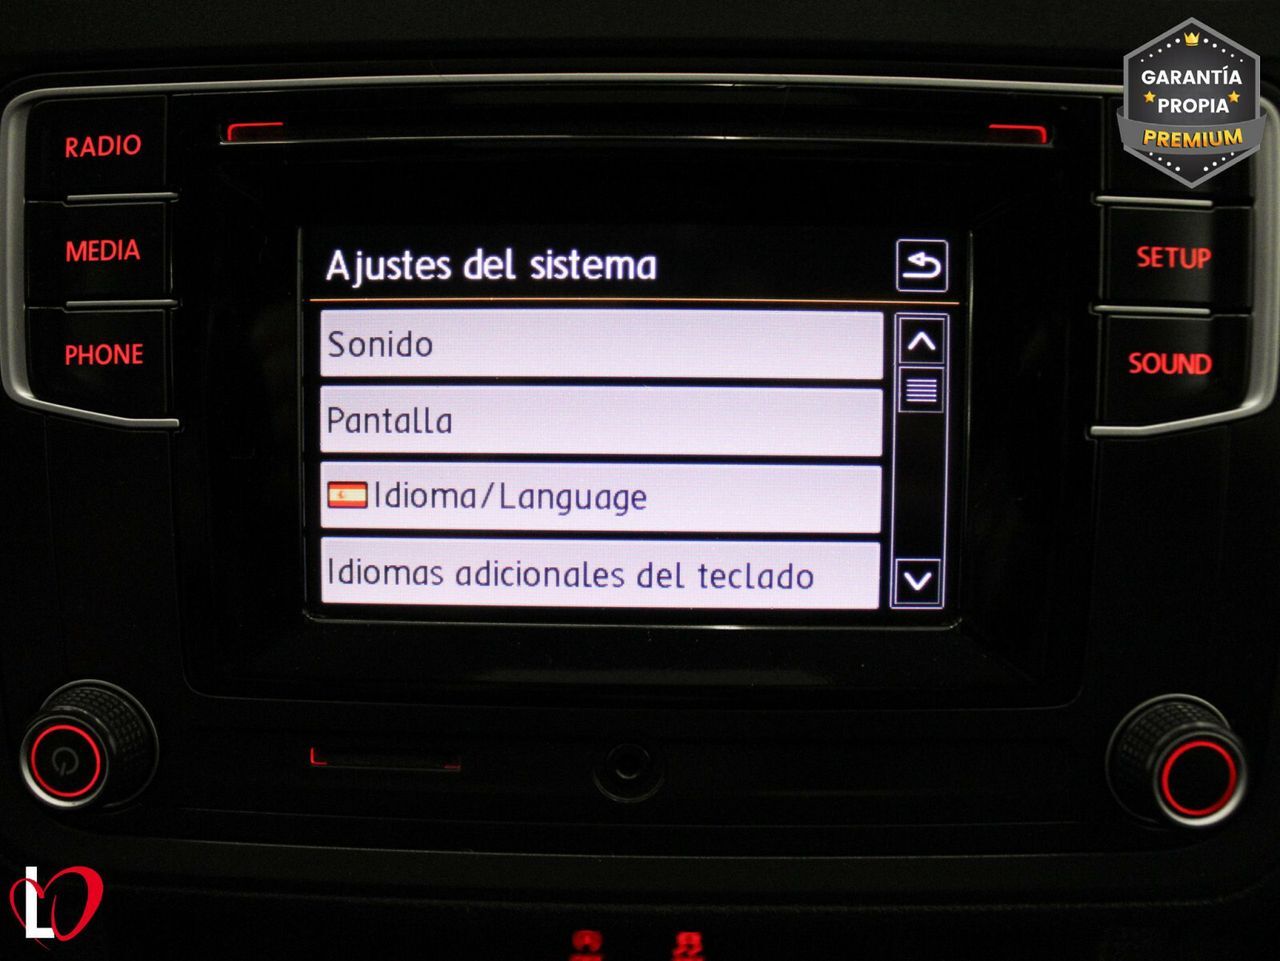 GARANTÍA
PROPIA
PREMIUM
RADIO
MEDIA
PHONE
SETUP
SOUND
Ajustes del sistema
Sonido
Pantalla
Idioma/Language
Idiomas adicionales del teclado
L